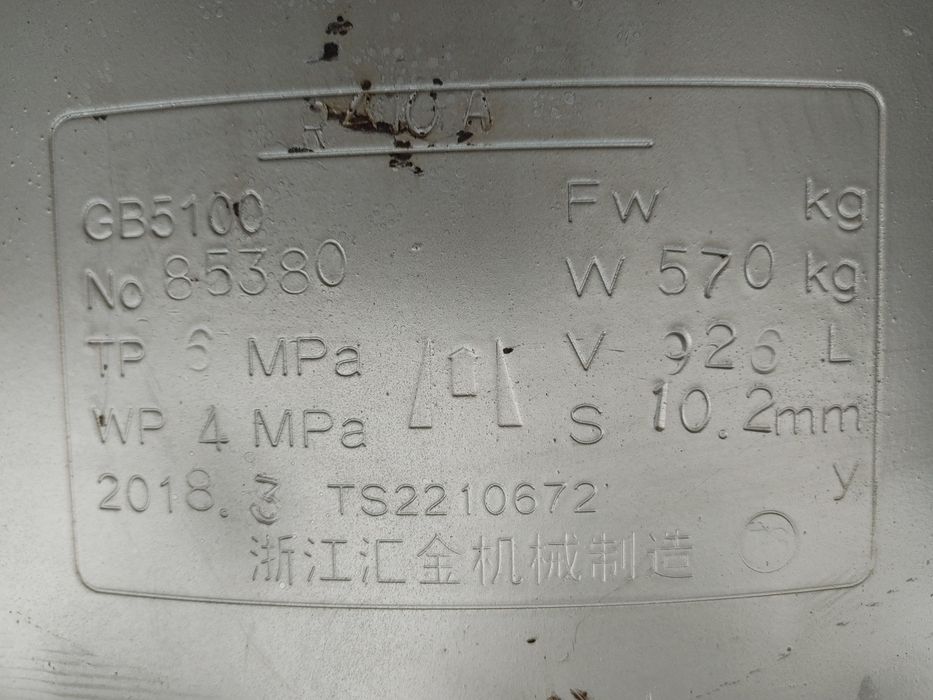 R410A
GB5100 Fw kg
No 85380 W 570 kg
TP 6 MPa V 926 L
WP 4 MPa S 10.2mm
2018.3 TS2210672 y
浙江汇金机械制造